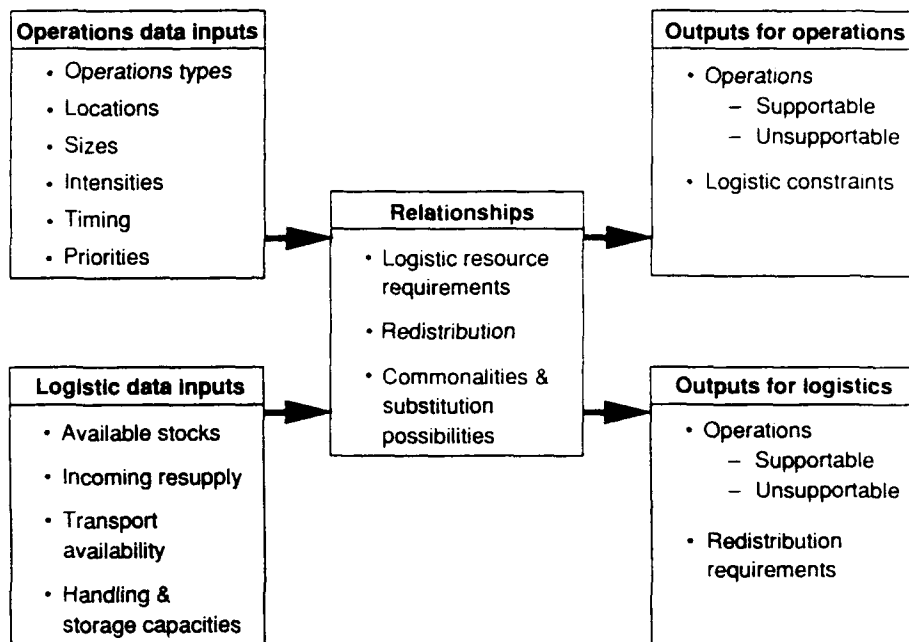 Operations data inputs
• Operations types
• Locations
• Sizes
• Intensities
• Timing
• Priorities
Logistic data inputs
• Available stocks
• Incoming resupply
• Transport
availability
• Handling &
storage capacities
Relationships
• Logistic resource
requirements
• Redistribution
• Commonalities &
substitution
possibilities
Outputs for operations
• Operations
– Supportable
– Unsupportable
• Logistic constraints
Outputs for logistics
• Operations
– Supportable
– Unsupportable
• Redistribution
requirements